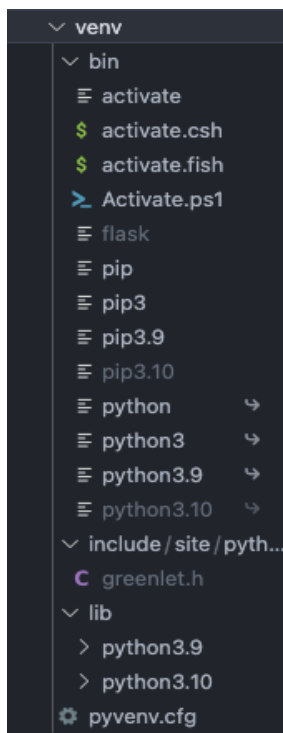 venv
bin
activate
$ activate.csh
$ activate.fish
Activate.ps1
flask
pip
pip3
pip3.9
pip3.10
python
python3
python3.9
python3.10
include/site/pyth...
C greenlet.h
lib
python3.9
python3.10
pyvenv.cfg